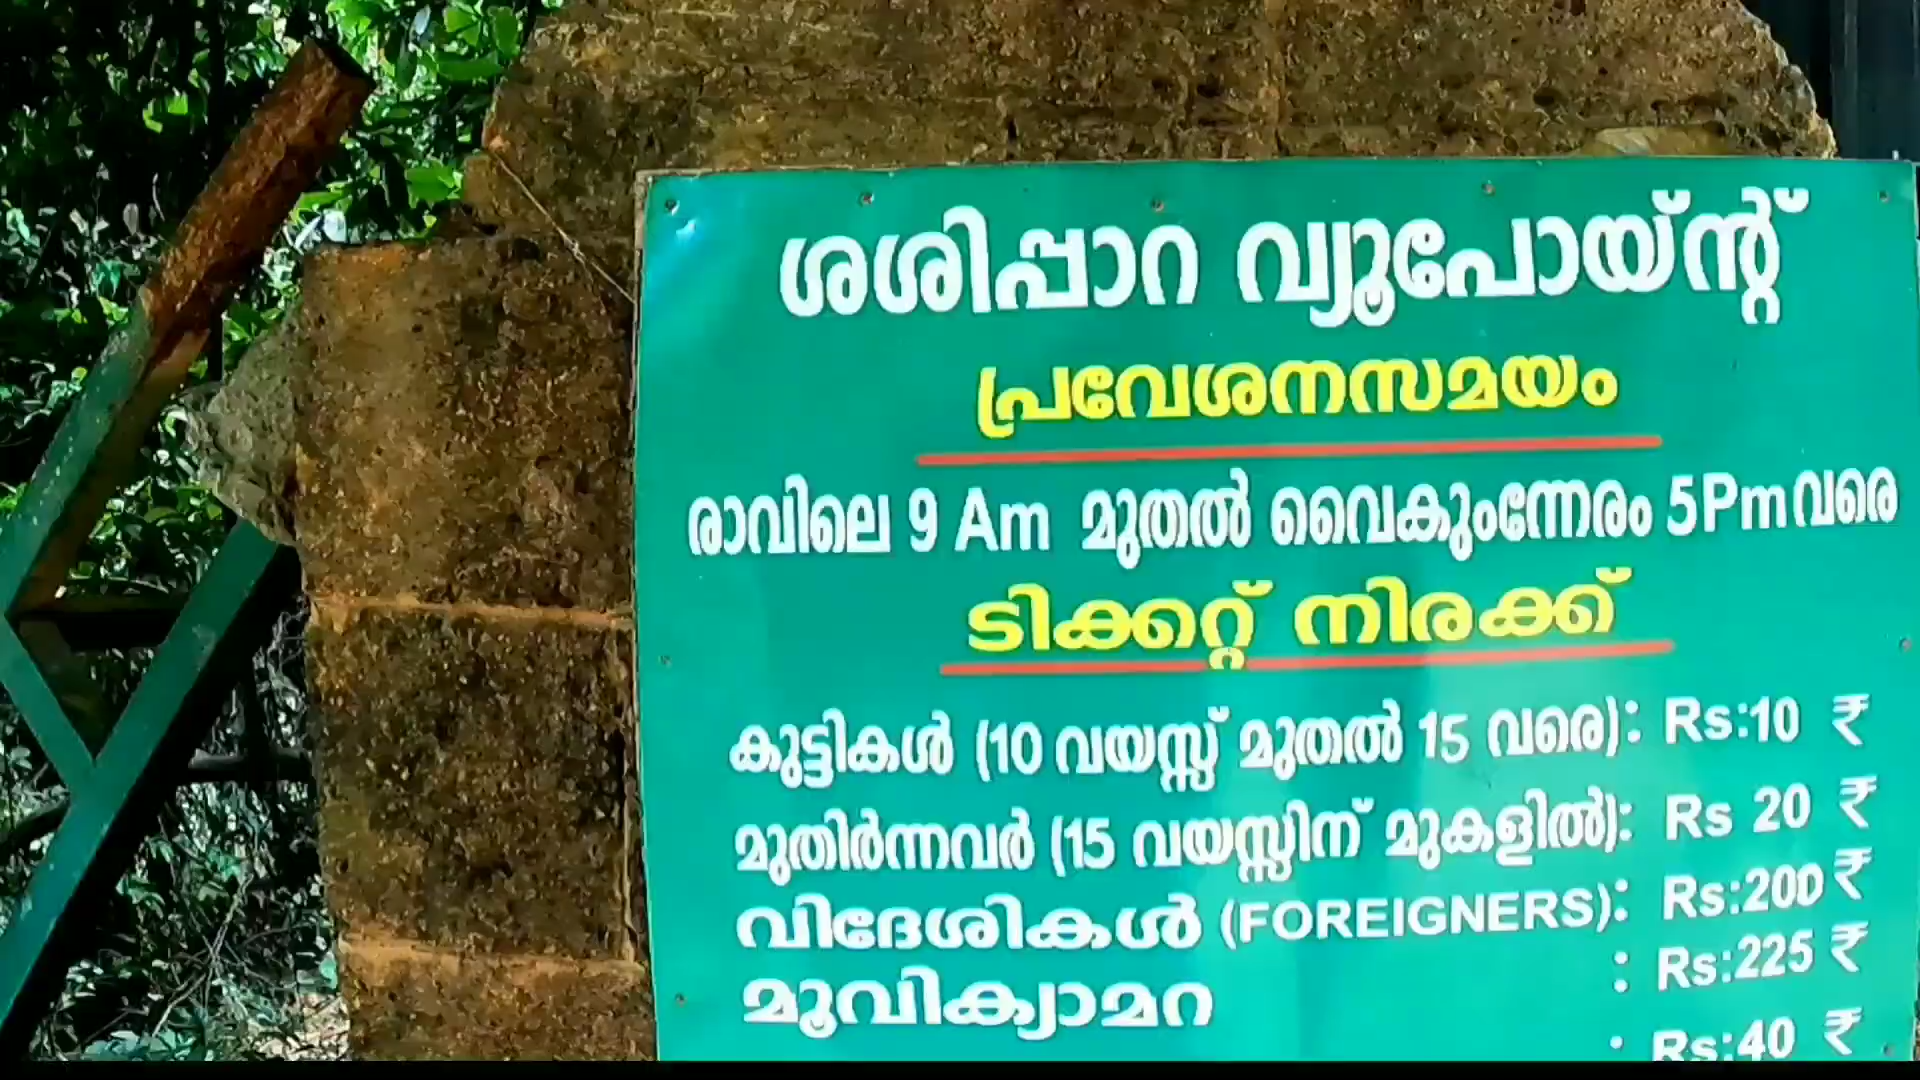 ശശിപ്പാറ വ്യൂപോയ്ന്റ്
പ്രവേശനസമയം
രാവിലെ 9 Am മുതൽ വൈകുംന്നേരം 5Pm വരെ
ടിക്കറ്റ് നിരക്ക്
കുട്ടികൾ (10 വയസ്സ് മുതൽ 15 വരെ): Rs:10 ₹
മുതിർന്നവർ (15 വയസ്സിന് മുകളിൽ): Rs 20 ₹
വിദേശികൾ (FOREIGNERS): Rs:200 ₹
മൂവിക്യാമറ : Rs:225 ₹
: Rs:40 ₹